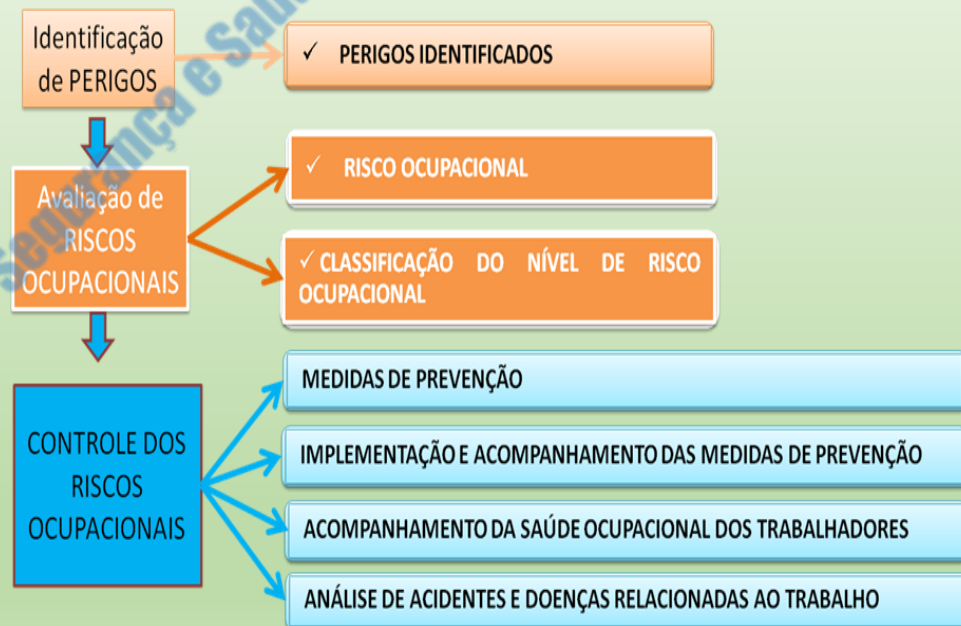 Identificação
de PERIGOS
✓ PERIGOS IDENTIFICADOS
Avaliação de
RISCOS
OCUPACIONAIS
✓ RISCO OCUPACIONAL
✓ CLASSIFICAÇÃO DO NÍVEL DE RISCO
OCUPACIONAL
CONTROLE DOS
RISCOS
OCUPACIONAIS
MEDIDAS DE PREVENÇÃO
IMPLEMENTAÇÃO E ACOMPANHAMENTO DAS MEDIDAS DE PREVENÇÃO
ACOMPANHAMENTO DA SAÚDE OCUPACIONAL DOS TRABALHADORES
ANÁLISE DE ACIDENTES E DOENÇAS RELACIONADAS AO TRABALHO
Segurança e